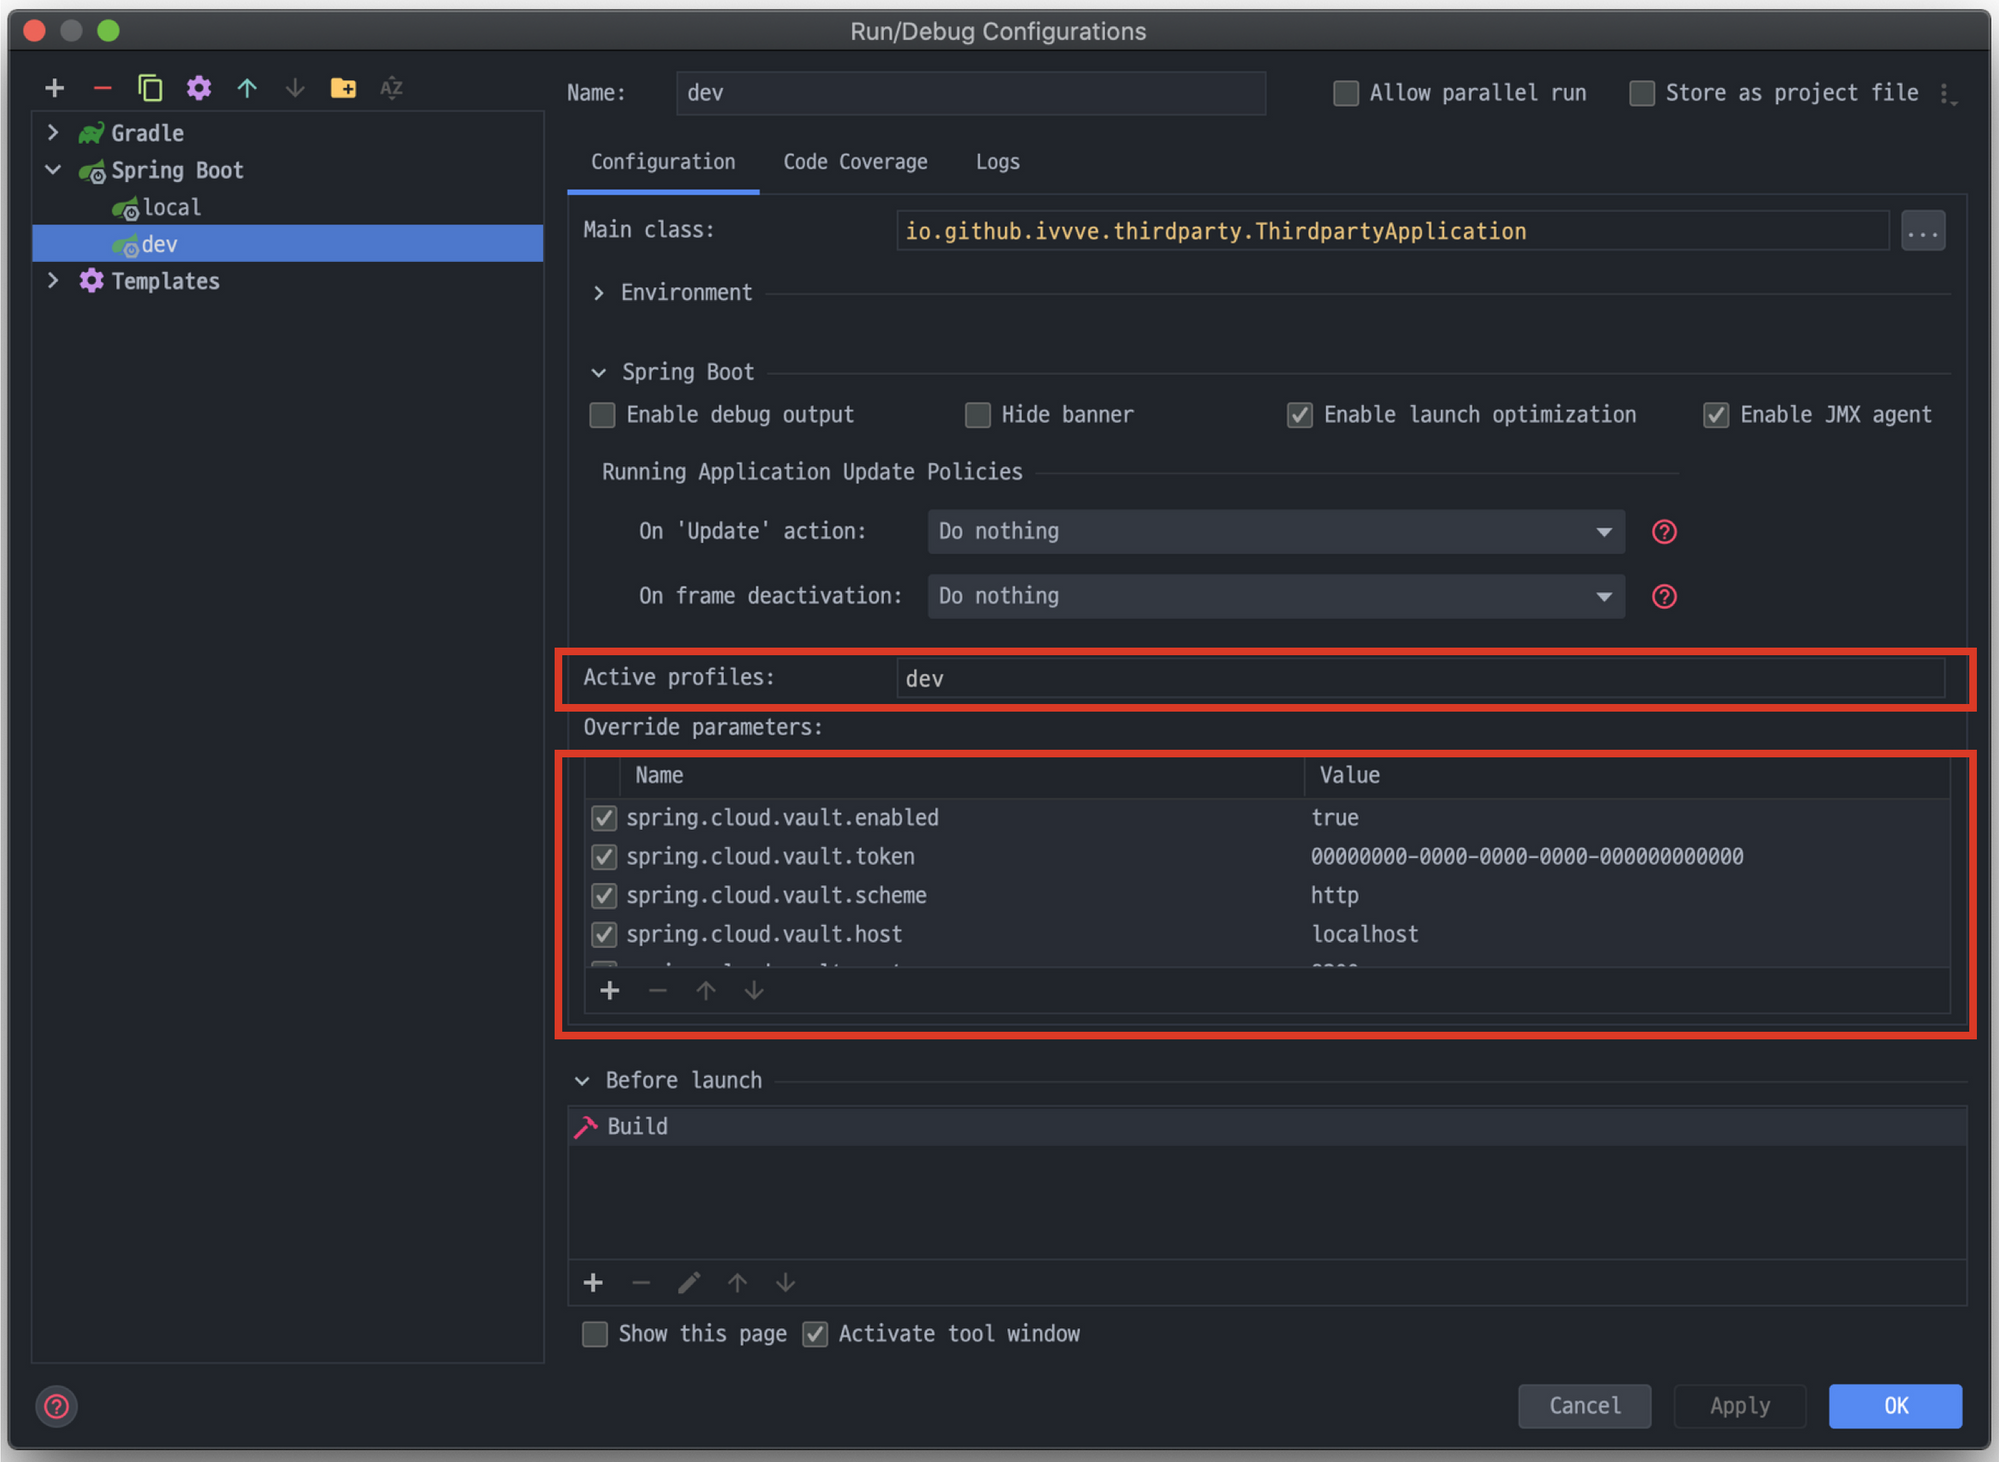 Run/Debug Configurations
Gradle
Spring Boot
local
dev
Templates
Name: dev
Allow parallel run
Store as project file
Configuration Code Coverage Logs
Main class: io.github.ivvve.thirdparty.ThirdpartyApplication ...
Environment
Spring Boot
Enable debug output Hide banner Enable launch optimization Enable JMX agent
Running Application Update Policies
On 'Update' action: Do nothing
On frame deactivation: Do nothing
Active profiles: dev
Override parameters:
Name Value
spring.cloud.vault.enabled true
spring.cloud.vault.token 00000000-0000-0000-0000-000000000000
spring.cloud.vault.scheme http
spring.cloud.vault.host localhost
Before launch
Build
Show this page Activate tool window
Cancel Apply OK